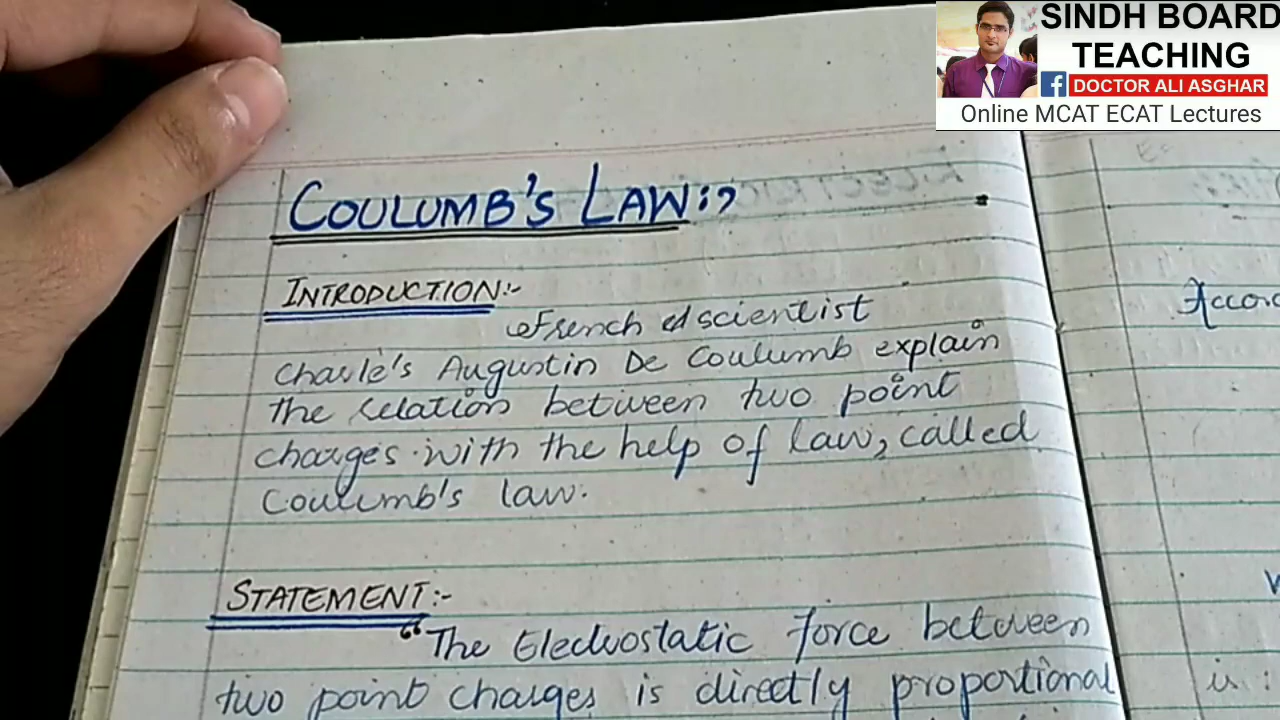 SINDH BOARD
TEACHING
DOCTOR ALI ASGHAR
Online MCAT ECAT Lectures
COULUMB'S LAW:
INTRODUCTION:-
French scientist
Charle's Augustin De Coulumb explain
the relation between two point
charges with the help of law, called
Coulumb's law.
STATEMENT:-
"The Electrostatic force between
two point charges is directly proportional
Accor
is :